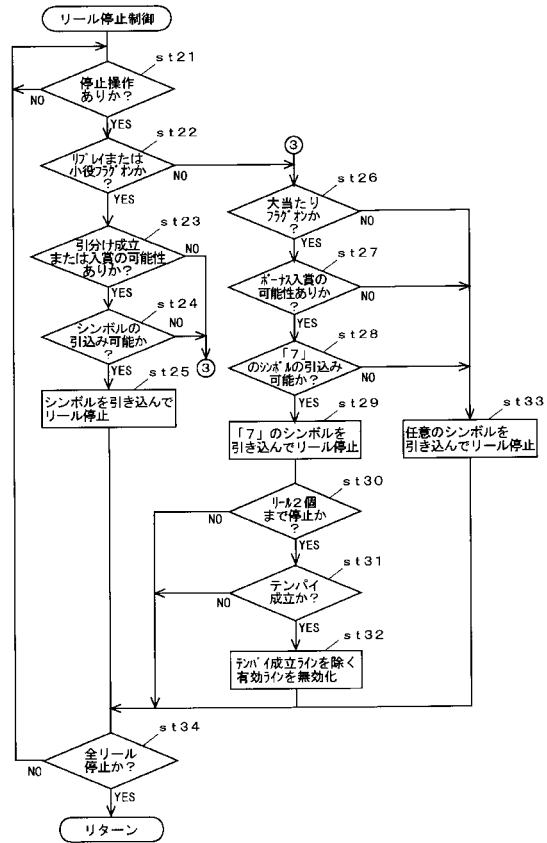 リール停止制御
st21
停止操作
ありか?
NO
YES
st22
リプレイまたは
小役フラグオンか
?
NO
YES
st23
引分け成立
または入賞の可能性
ありか?
NO
YES
st24
シンボルの
引込み可能か
?
NO
YES
③
st25
シンボルを引き込んで
リール停止
③
st26
大当たり
フラグオンか
?
NO
YES
st27
ボーナス入賞の
可能性ありか?
NO
YES
st28
「7」
のシンボルの引込み
可能か?
NO
YES
st29
「7」のシンボルを
引き込んでリール停止
st33
任意のシンボルを
引き込んでリール停止
st30
リール2個
まで停止か
?
NO
YES
st31
テンパイ
成立か?
NO
YES
st32
テンパイ成立ラインを除く
有効ラインを無効化
st34
全リール
停止か?
NO
YES
リターン